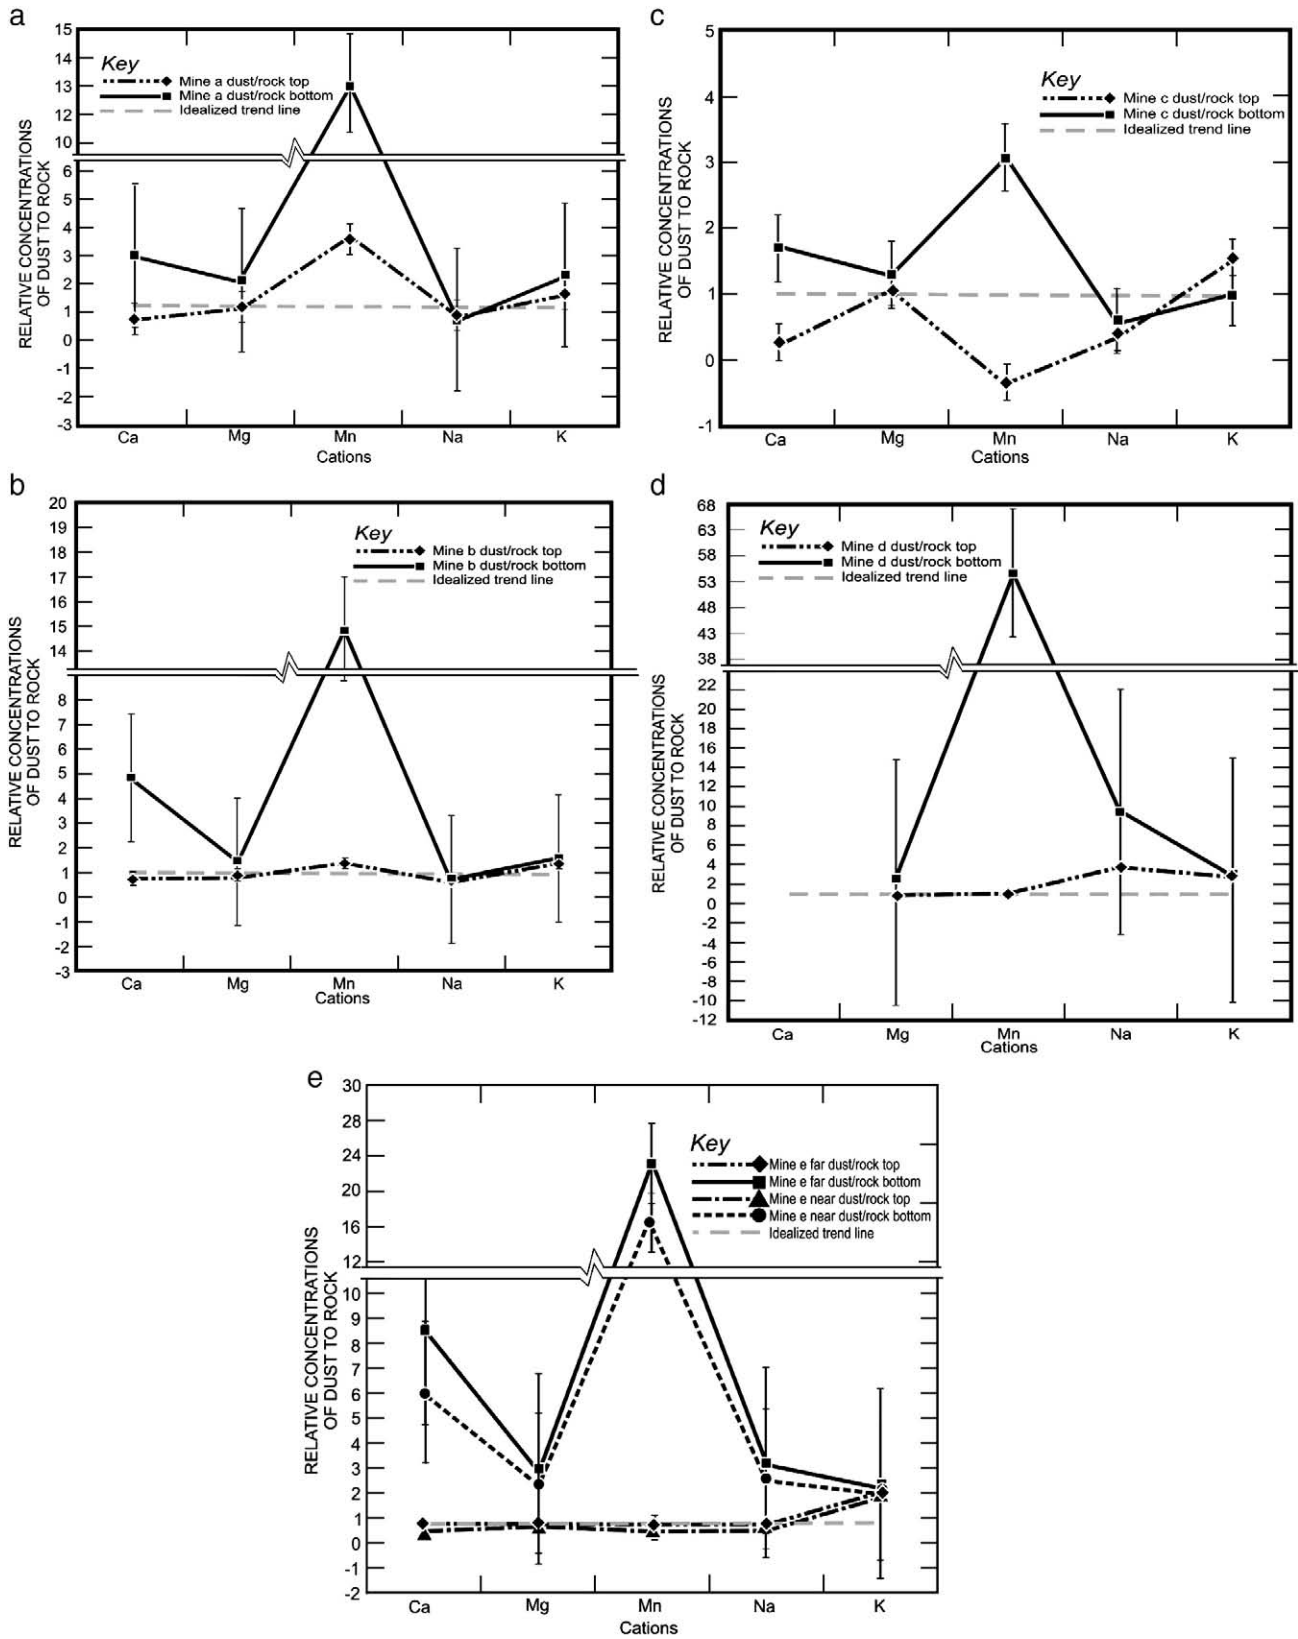 a
15
14
13
12
10
6
5
4
3
2
1
0
-1
-2
-3
RELATIVE CONCENTRATIONS
OF DUST TO ROCK
Key
Mine a dust/rock top
Mine a dust/rock bottom
Idealized trend line
Ca Mg Mn Na K
Cations
c
5
4
3
2
1
0
-1
RELATIVE CONCENTRATIONS
OF DUST TO ROCK
Key
Mine c dust/rock top
Mine c dust/rock bottom
Idealized trend line
Ca Mg Mn Na K
Cations
b
20
19
18
17
16
15
14
8
7
6
5
4
3
2
1
0
-1
-2
-3
RELATIVE CONCENTRATIONS
OF DUST TO ROCK
Key
Mine b dust/rock top
Mine b dust/rock bottom
Idealized trend line
Ca Mg Mn Na K
Cations
d
68
63
58
53
48
43
38
22
20
18
16
14
12
10
8
6
4
2
0
-2
-4
-6
-8
-10
-12
RELATIVE CONCENTRATIONS
OF DUST TO ROCK
Key
Mine d dust/rock top
Mine d dust/rock bottom
Idealized trend line
Ca Mg Mn Na K
Cations
e
30
28
24
20
16
12
10
9
8
7
6
5
4
3
2
1
0
-1
-2
RELATIVE CONCENTRATIONS
OF DUST TO ROCK
Key
Mine e far dust/rock top
Mine e far dust/rock bottom
Mine e near dust/rock top
Mine e near dust/rock bottom
Idealized trend line
Ca Mg Mn Na K
Cations